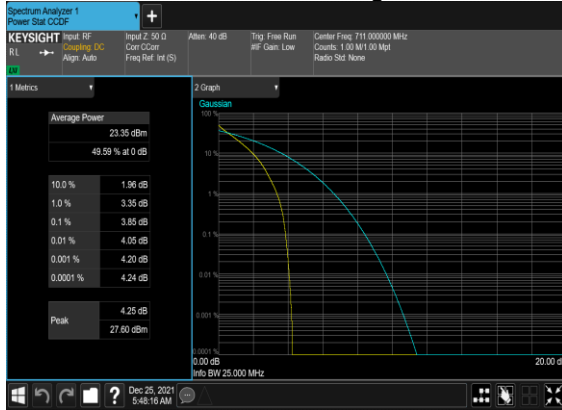 Spectrum Analyzer 1
Power Stat CCDF
+
KEYSIGHT
RL
Input: RF
Coupling: DC
Align: Auto
Input Z: 50 Ω
Corr CCorr
Freq Ref: Int (S)
Atten: 40 dB
Trig: Free Run
#IF Gain: Low
Center Freq: 711.000000 MHz
Counts: 1.00 M/1.00 Mpt
Radio Std: None
1 Metrics
Average Power
23.35 dBm
49.59 % at 0 dB
10.0 % 1.96 dB
1.0 % 3.35 dB
0.1 % 3.85 dB
0.01 % 4.05 dB
0.001 % 4.20 dB
0.0001 % 4.24 dB
Peak
4.25 dB
27.60 dBm
2 Graph
Gaussian
100 %
10 %
1 %
0.1 %
0.01 %
0.001 %
0.0001 %
0.00 dB
20.00 d
Info BW 25.000 MHz
?
Dec 25, 2021
5:48:16 AM